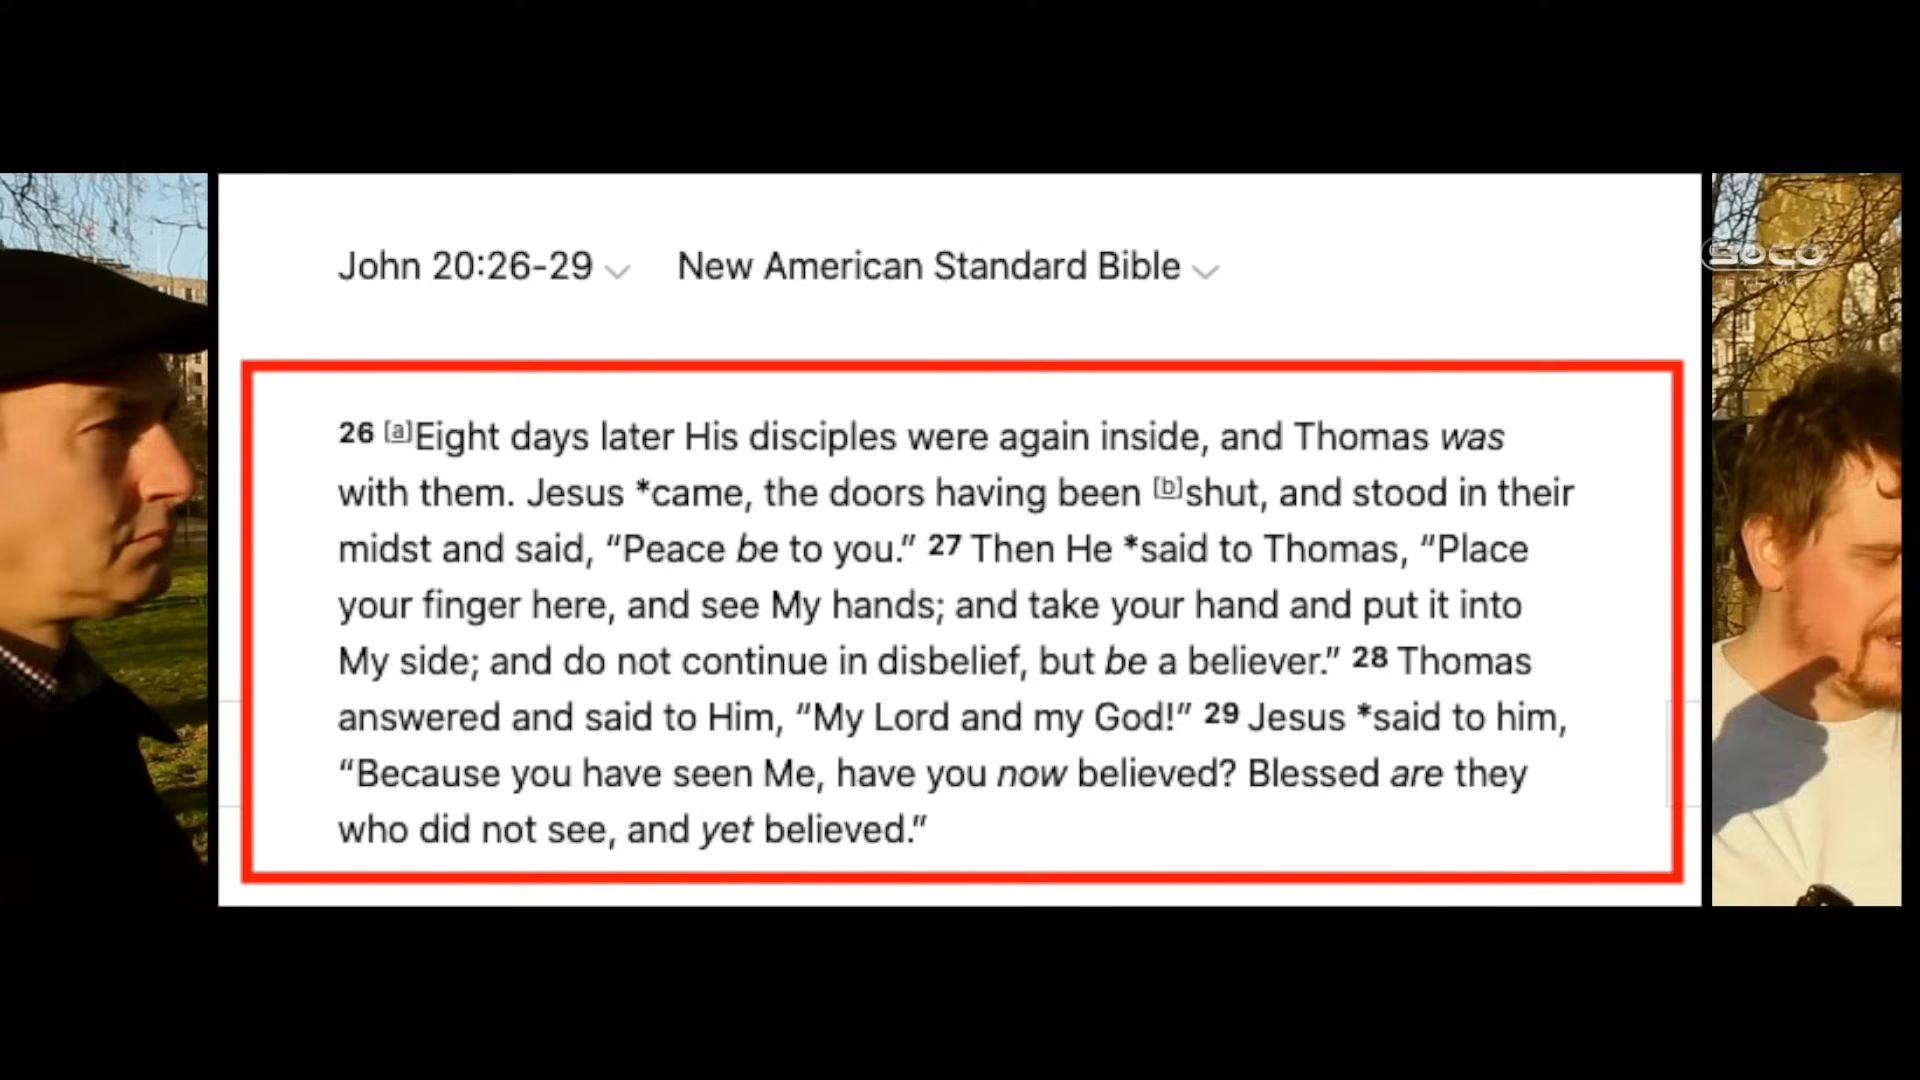 John 20:26-29 New American Standard Bible
SOCO
FILMS
26 [a]Eight days later His disciples were again inside, and Thomas was
with them. Jesus *came, the doors having been [b]shut, and stood in their
midst and said, “Peace be to you.” 27 Then He *said to Thomas, “Place
your finger here, and see My hands; and take your hand and put it into
My side; and do not continue in disbelief, but be a believer.” 28 Thomas
answered and said to Him, “My Lord and my God!” 29 Jesus *said to him,
“Because you have seen Me, have you now believed? Blessed are they
who did not see, and yet believed.”